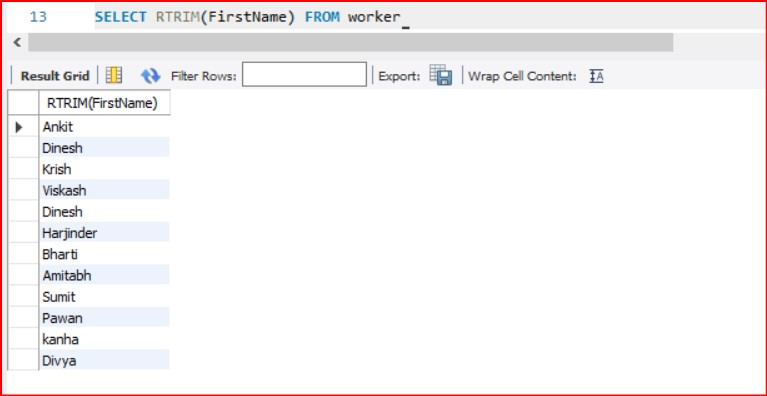 13 SELECT RTRIM(FirstName) FROM worker
Result Grid Filter Rows: Export: Wrap Cell Content: IA
RTRIM(FirstName)
Ankit
Dinesh
Krish
Viskash
Dinesh
Harjinder
Bharti
Amitabh
Sumit
Pawan
kanha
Divya